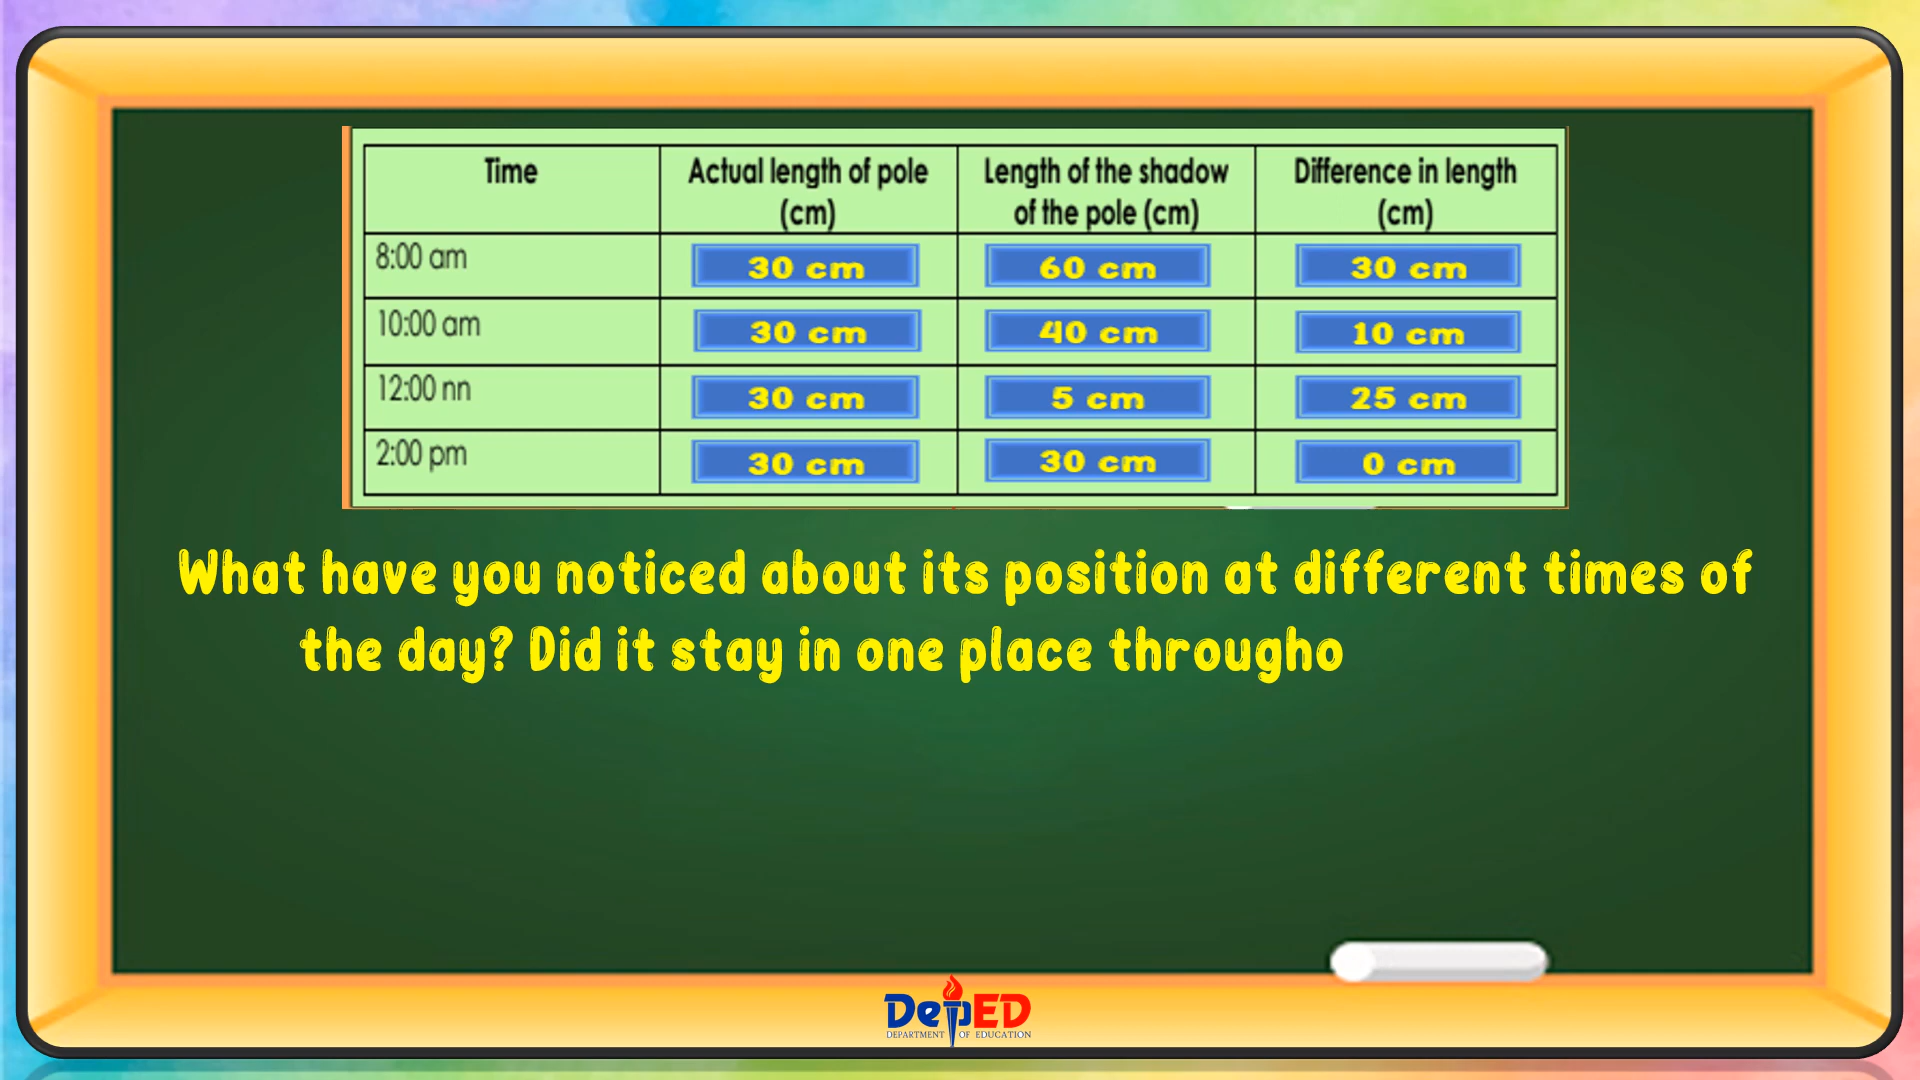 Time Actual length of pole (cm) Length of the shadow of the pole (cm) Difference in length (cm)
8:00 am 30 cm 60 cm 30 cm
10:00 am 30 cm 40 cm 10 cm
12:00 nn 30 cm 5 cm 25 cm
2:00 pm 30 cm 30 cm 0 cm
What have you noticed about its position at different times of
the day? Did it stay in one place througho
DepED
DEPARTMENT OF EDUCATION